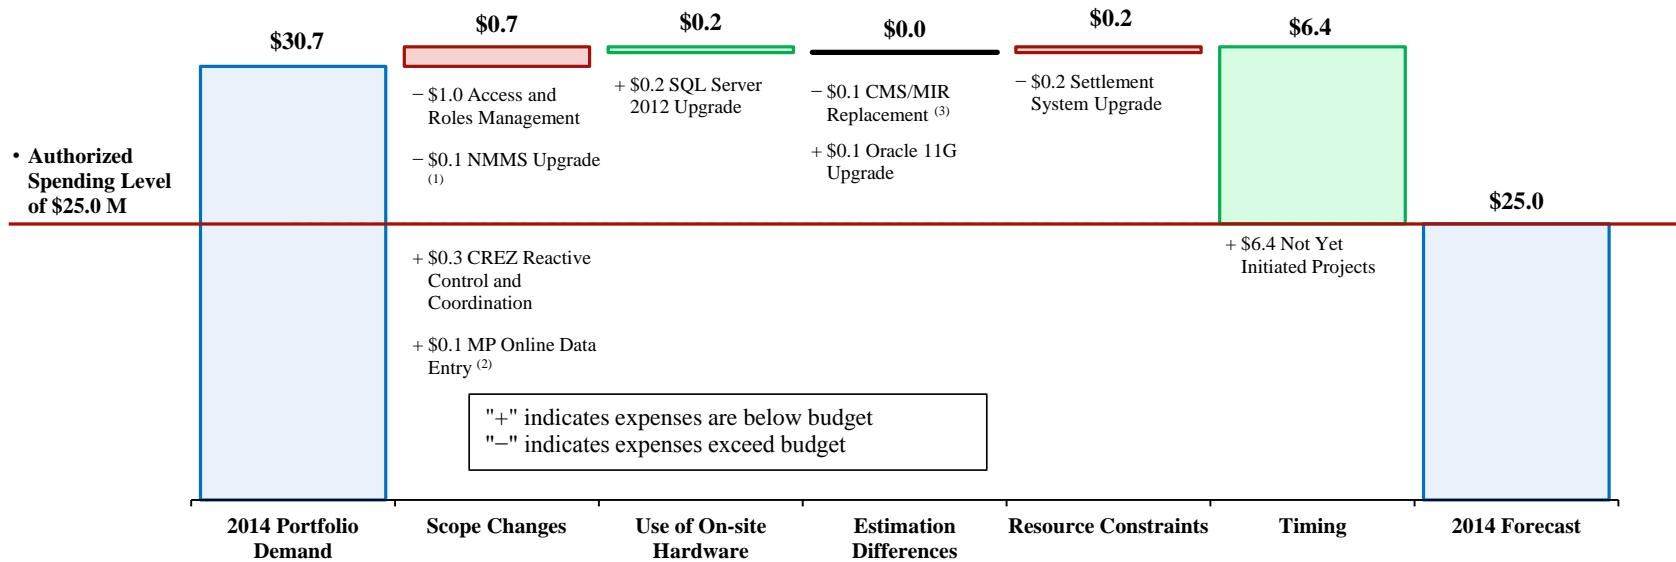 $30.7
$0.7
$0.2
$0.0
$0.2
$6.4
$25.0
• Authorized
Spending Level
of $25.0 M
− $1.0 Access and
Roles Management
− $0.1 NMMS Upgrade
(1)
+ $0.3 CREZ Reactive
Control and
Coordination
+ $0.1 MP Online Data
Entry (2)
+ $0.2 SQL Server
2012 Upgrade
− $0.1 CMS/MIR
Replacement (3)
+ $0.1 Oracle 11G
Upgrade
− $0.2 Settlement
System Upgrade
+ $6.4 Not Yet
Initiated Projects
"+" indicates expenses are below budget
"−" indicates expenses exceed budget
2014 Portfolio
Demand
Scope Changes
Use of On-site
Hardware
Estimation
Differences
Resource Constraints
Timing
2014 Forecast